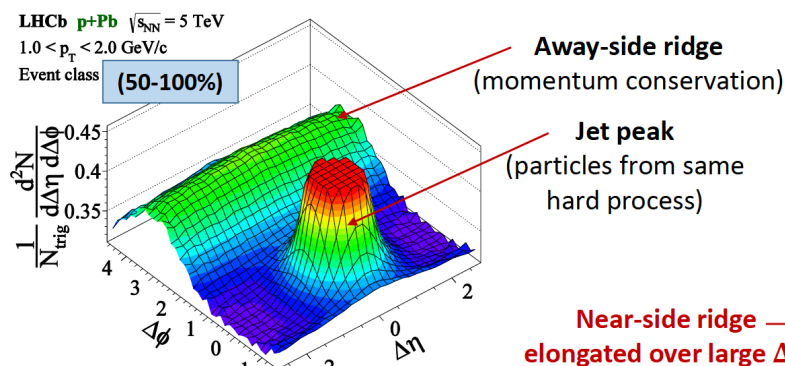 LHCb p+Pb √sNN = 5 TeV
1.0 < pT < 2.0 GeV/c
Event class (50-100%)
Away-side ridge
(momentum conservation)
Jet peak
(particles from same
hard process)
Near-side ridge
elongated over large Δ
1/Ntrig d²N/dΔη dΔϕ
0.45
0.4
0.35
4
3
2
1
0
Δϕ
0
2
Δη